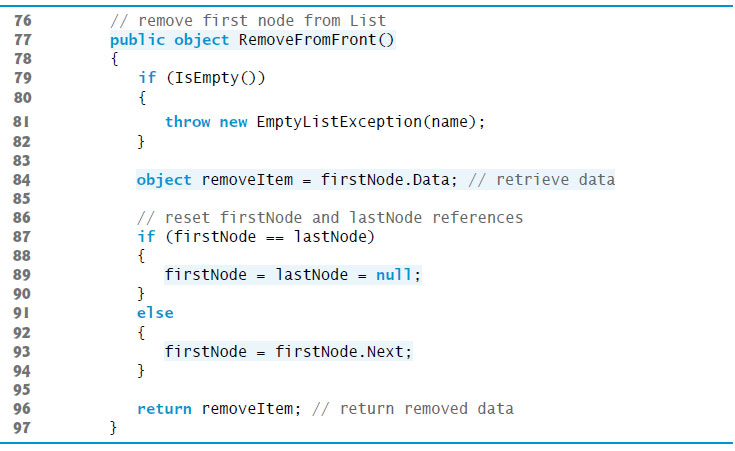 76 // remove first node from List
77 public object RemoveFromFront()
78 {
79 if (IsEmpty())
80 {
81 throw new EmptyListException(name);
82 }
83
84 object removeItem = firstNode.Data; // retrieve data
85
86 // reset firstNode and lastNode references
87 if (firstNode == lastNode)
88 {
89 firstNode = lastNode = null;
90 }
91 else
92 {
93 firstNode = firstNode.Next;
94 }
95
96 return removeItem; // return removed data
97 }